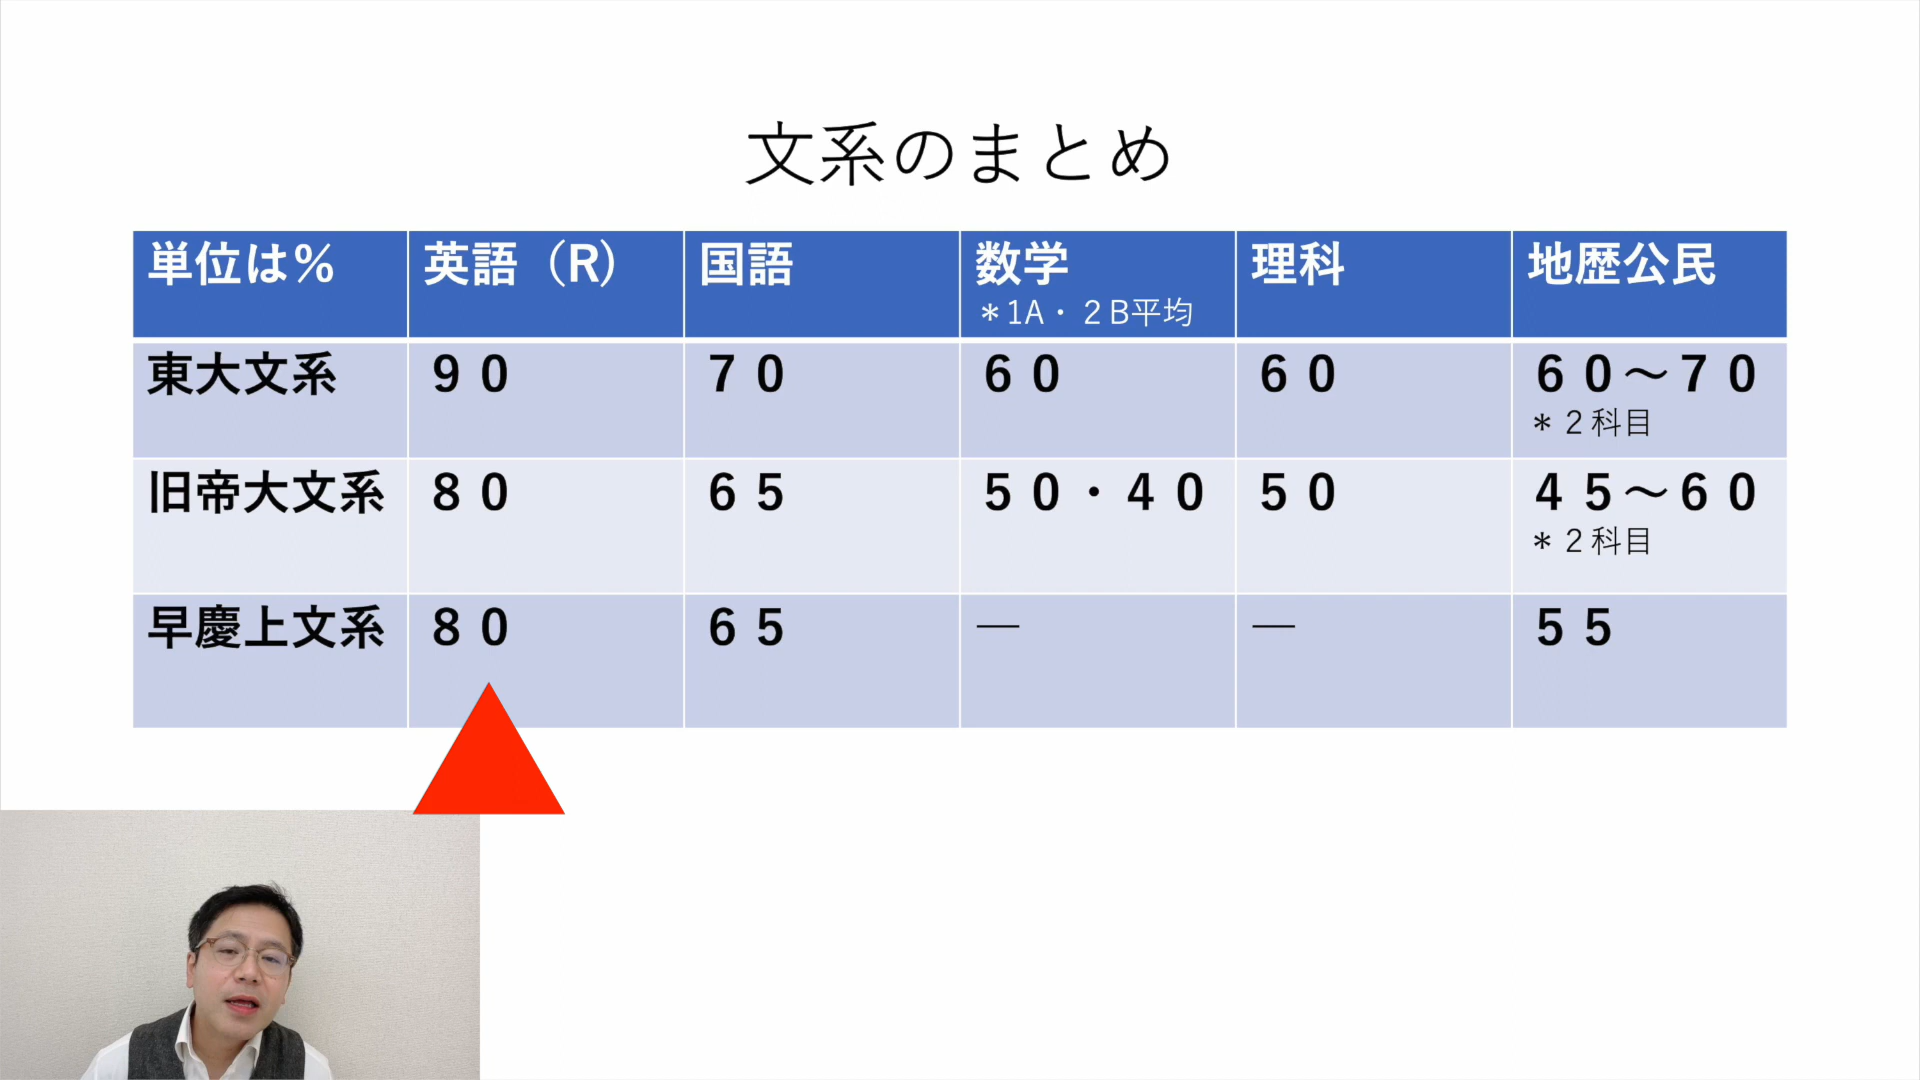 文系のまとめ
単位は% 英語（R） 国語 数学 理科 地歴公民
＊1A・２B平均
東大文系 ９０ ７０ ６０ ６０ ６０～７０
＊２科目
旧帝大文系 ８０ ６５ ５０・４０ ５０ ４５～６０
＊２科目
早慶上文系 ８０ ６５ ― ― ５５